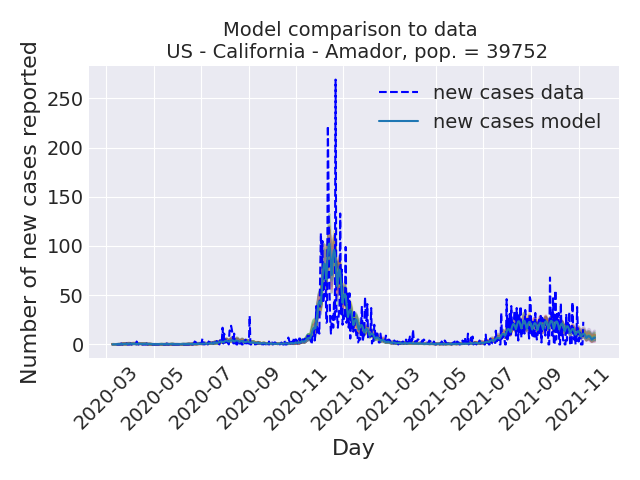 Model comparison to data
US - California - Amador, pop. = 39752
Number of new cases reported
250
200
150
100
50
0
new cases data
new cases model
2020-03
2020-05
2020-07
2020-09
2020-11
2021-01
2021-03
2021-05
2021-07
2021-09
2021-11
Day